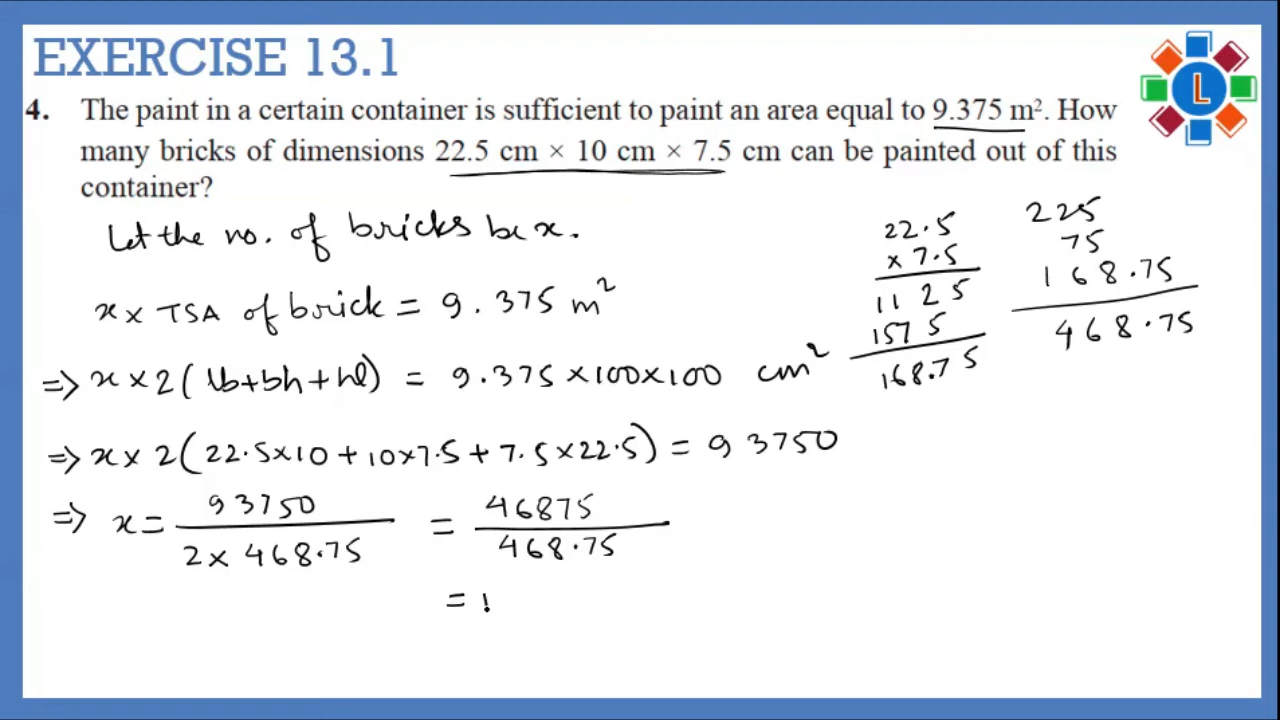 EXERCISE 13.1
L
4. The paint in a certain container is sufficient to paint an area equal to 9.375 m². How
many bricks of dimensions 22.5 cm × 10 cm × 7.5 cm can be painted out of this
container?
Let the no. of bricks be x.
x × TSA of brick = 9.375 m²
=> x × 2(lb+bh+hl) = 9.375 × 100 × 100 cm²
=> x × 2(22.5×10 + 10×7.5 + 7.5×22.5) = 93750
=> x = 93750 / 2 × 468.75 = 46875 / 468.75
= 1
22.5
× 7.5
1125
1575
168.75
225
75
168.75
468.75